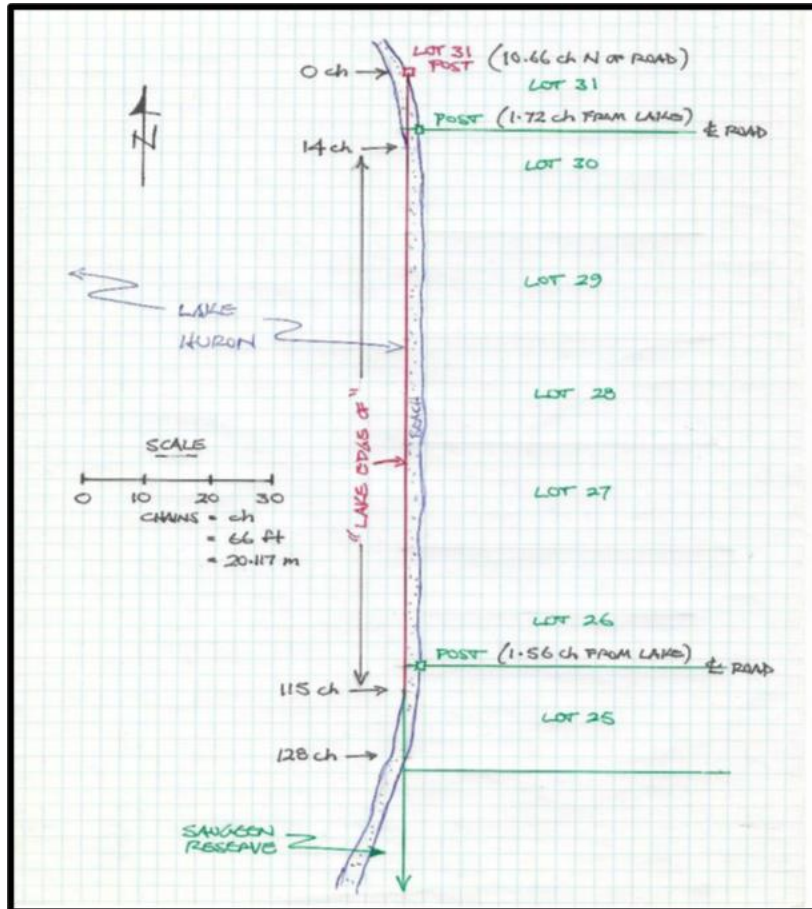 LOT 31
POST (10.66 ch N OF ROAD)
0 ch
LOT 31
N
POST (1.72 ch FROM LAKE)
℄ ROAD
14 ch
LOT 30
LOT 29
LAKE
HURON
LOT 28
BEACH
"LAKE EDGE OF"
SCALE
0 10 20 30
CHAINS = ch
= 66 ft
= 20.117 m
LOT 27
LOT 26
POST (1.56 ch FROM LAKE)
℄ ROAD
115 ch
LOT 25
128 ch
SAUGEEN
RESERVE